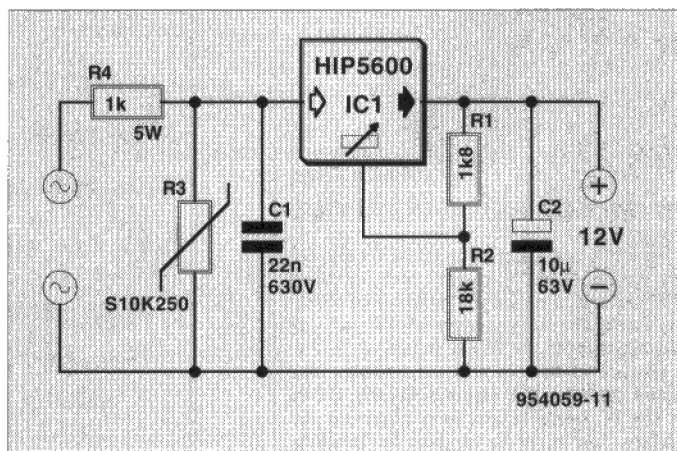 HIP5600
R4
1k
5W
IC1
R1
1k8
R3
C1
22n
630V
S10K250
R2
18k
C2
10µ
63V
+
12V
−
954059-11